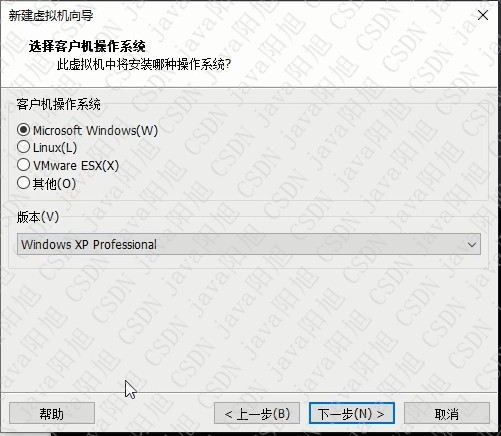 新建虚拟机向导
选择客户机操作系统
此虚拟机中将安装哪种操作系统?
客户机操作系统
Microsoft Windows(W)
Linux(L)
VMware ESX(X)
其他(O)
版本(V)
Windows XP Professional
帮助
< 上一步(B)
下一步(N) >
取消
CSDN java阳旭